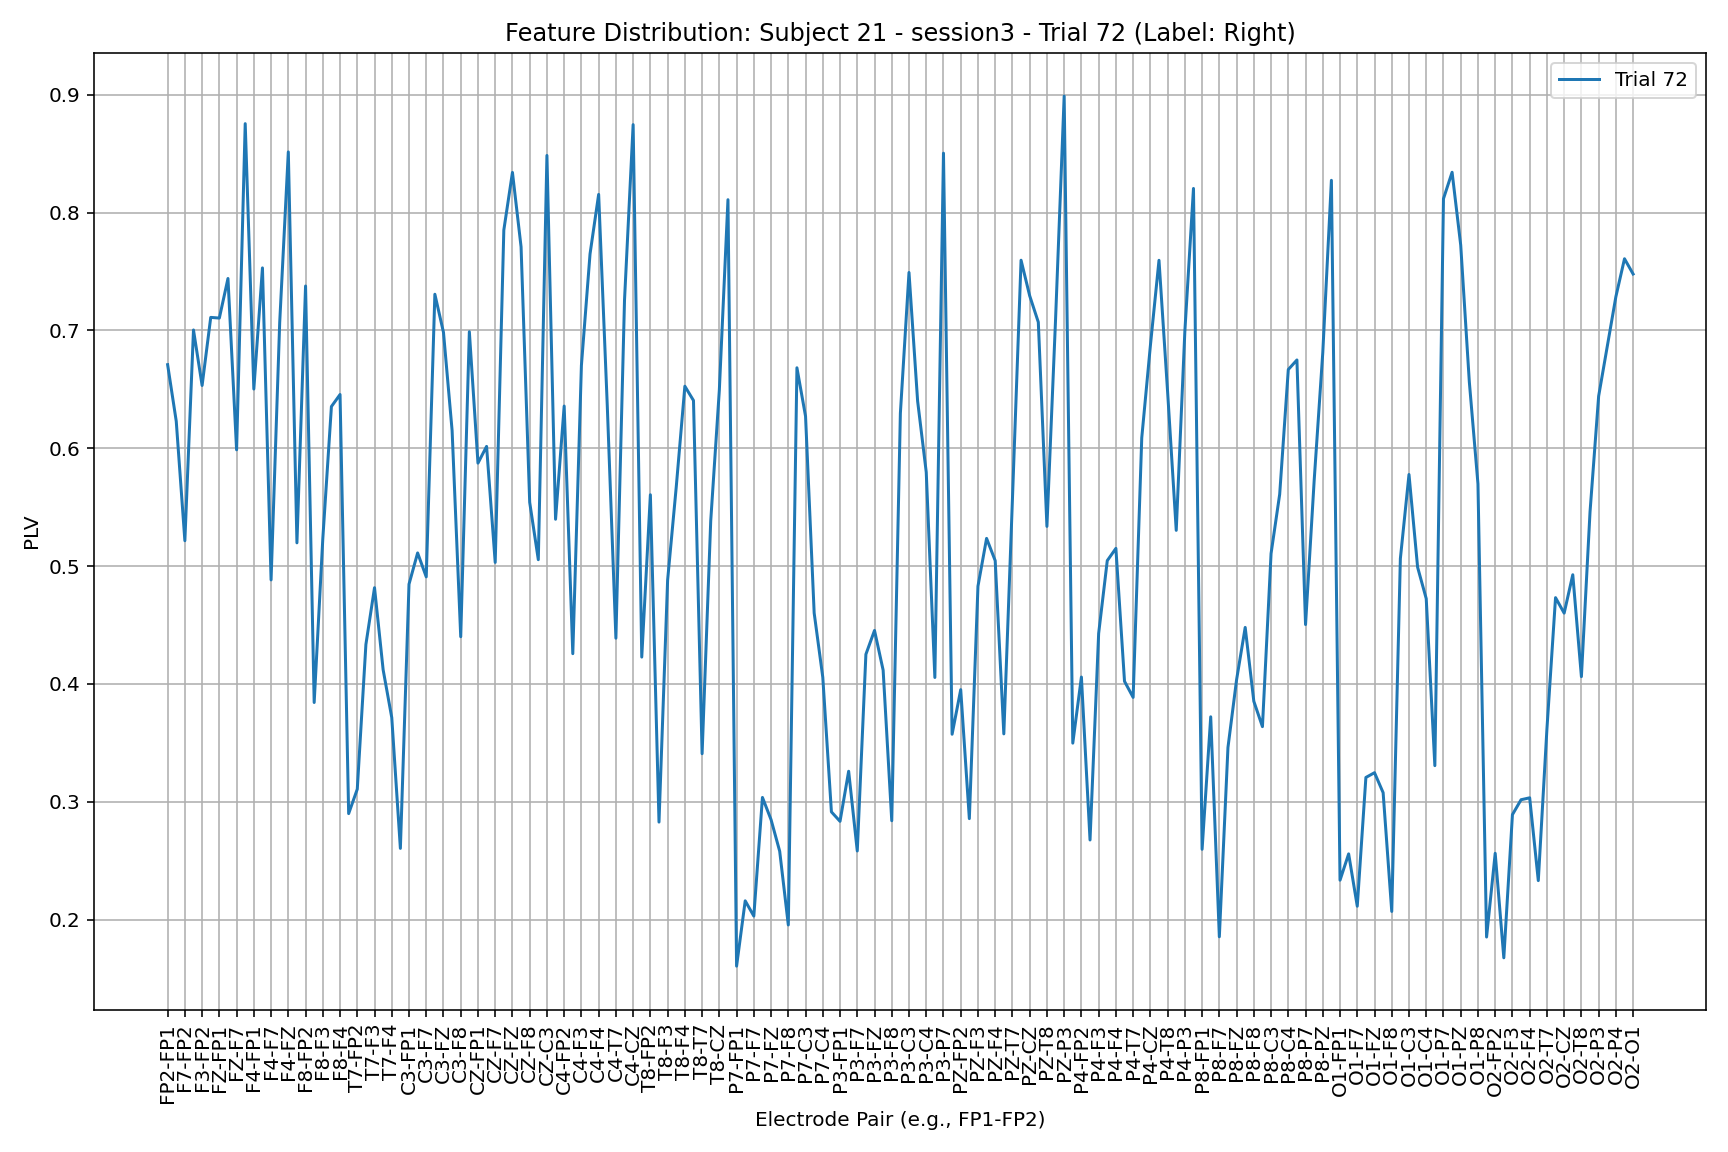 Feature Distribution: Subject 21 - session3 - Trial 72 (Label: Right)
Trial 72
PLV
0.9
0.8
0.7
0.6
0.5
0.4
0.3
0.2
FP2-FP1
F7-FP2
F3-FP2
FZ-FP1
FZ-F7
F4-FP1
F4-F7
F4-FZ
F8-FP2
F8-F3
F8-F4
T7-FP2
T7-F3
T7-F4
C3-FP1
C3-F7
C3-FZ
C3-F8
CZ-FP1
CZ-F7
CZ-FZ
CZ-F8
CZ-C3
C4-FP2
C4-F3
C4-F4
C4-T7
C4-CZ
T8-FP2
T8-F3
T8-F4
T8-T7
T8-CZ
P7-FP1
P7-F7
P7-FZ
P7-F8
P7-C3
P7-C4
P3-FP1
P3-F7
P3-FZ
P3-F8
P3-C3
P3-C4
P3-P7
PZ-FP2
PZ-F3
PZ-F4
PZ-T7
PZ-CZ
PZ-T8
PZ-P3
P4-FP2
P4-F3
P4-F4
P4-T7
P4-CZ
P4-T8
P4-P3
P8-FP1
P8-F7
P8-FZ
P8-F8
P8-C3
P8-C4
P8-P7
P8-PZ
O1-FP1
O1-F7
O1-FZ
O1-F8
O1-C3
O1-C4
O1-P7
O1-PZ
O1-P8
O2-FP2
O2-F3
O2-F4
O2-T7
O2-CZ
O2-T8
O2-P3
O2-P4
O2-O1
Electrode Pair (e.g., FP1-FP2)